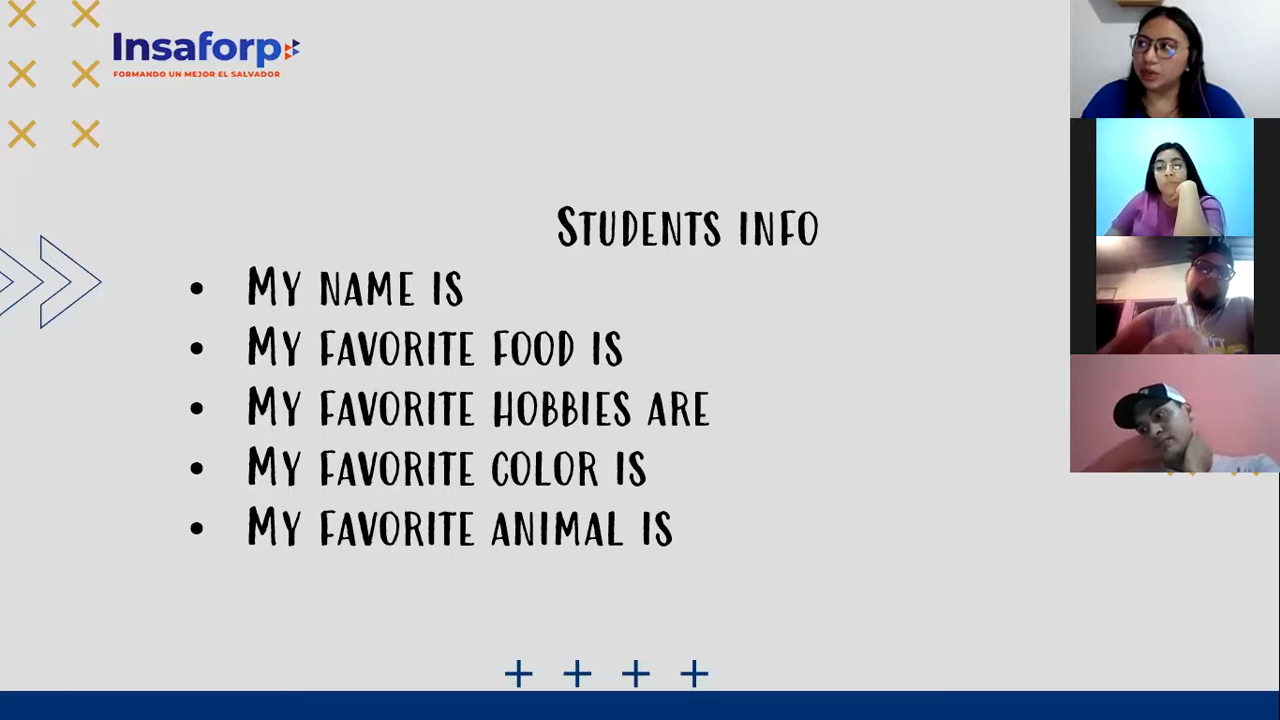 Insaforp
FORMANDO UN MEJOR EL SALVADOR
STUDENTS INFO
• MY NAME IS
• MY FAVORITE FOOD IS
• MY FAVORITE HOBBIES ARE
• MY FAVORITE COLOR IS
• MY FAVORITE ANIMAL IS